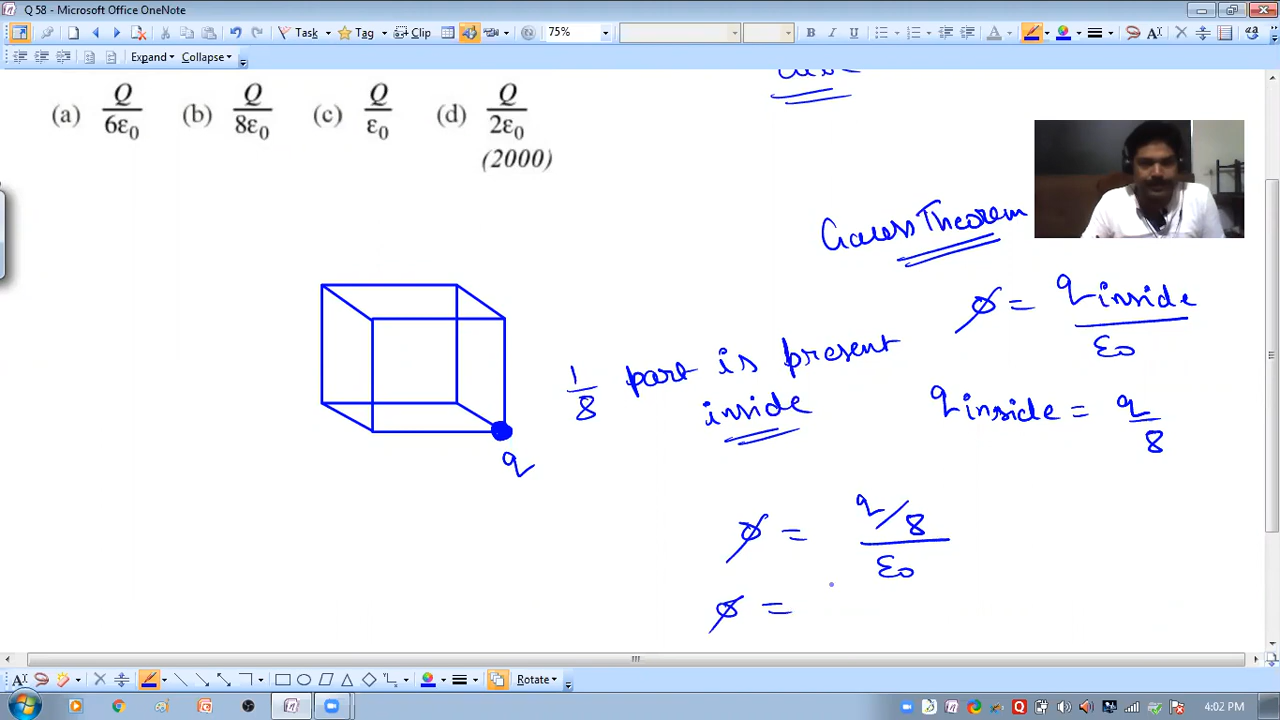 Q 58 - Microsoft OneNote
Task Tag Clip 75%
Expand Collapse
(a) Q/6ε₀ (b) Q/8ε₀ (c) Q/ε₀ (d) Q/2ε₀
(2000)
Gauss Theorem
ϕ = q inside / ε₀
1/8 part is present
inside
q inside = q/8
q
ϕ = q/8 / ε₀
ϕ =
Rotate
4:02 PM